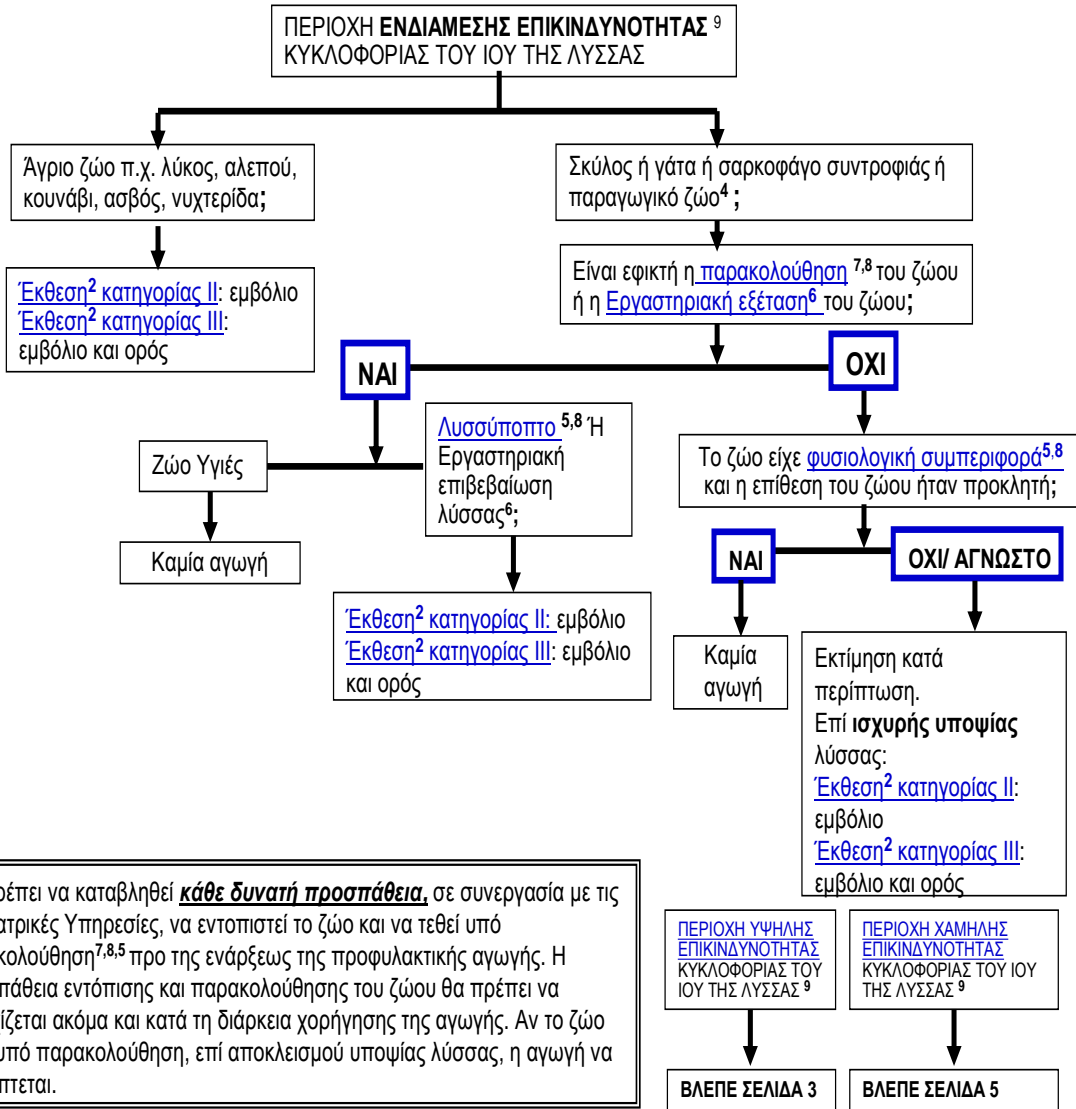 ΠΕΡΙΟΧΗ ΕΝΔΙΑΜΕΣΗΣ ΕΠΙΚΙΝΔΥΝΟΤΗΤΑΣ 9
ΚΥΚΛΟΦΟΡΙΑΣ ΤΟΥ ΙΟΥ ΤΗΣ ΛΥΣΣΑΣ
Άγριο ζώο π.χ. λύκος, αλεπού,
κουνάβι, ασβός, νυχτερίδα;
Έκθεση2 κατηγορίας ΙΙ: εμβόλιο
Έκθεση2 κατηγορίας ΙΙΙ:
εμβόλιο και ορός
Σκύλος ή γάτα ή σαρκοφάγο συντροφιάς ή
παραγωγικό ζώο4 ;
Είναι εφικτή η παρακολούθηση 7,8 του ζώου
ή η Εργαστηριακή εξέταση6 του ζώου;
ΝΑΙ
ΟΧΙ
Ζώο Υγιές
Καμία αγωγή
Λυσσύποπτο 5,8 Ή
Εργαστηριακή
επιβεβαίωση
λύσσας6;
Έκθεση2 κατηγορίας ΙΙ: εμβόλιο
Έκθεση2 κατηγορίας ΙΙΙ: εμβόλιο
και ορός
Το ζώο είχε φυσιολογική συμπεριφορά5,8
και η επίθεση του ζώου ήταν προκλητή;
ΝΑΙ
ΟΧΙ/ ΑΓΝΩΣΤΟ
Καμία
αγωγή
Εκτίμηση κατά
περίπτωση.
Επί ισχυρής υποψίας
λύσσας:
Έκθεση2 κατηγορίας ΙΙ:
εμβόλιο
Έκθεση2 κατηγορίας ΙΙΙ:
εμβόλιο και ορός
να καταβληθεί κάθε δυνατή προσπάθεια, σε συνεργασία με τις
Υπηρεσίες, να εντοπιστεί το ζώο και να τεθεί υπό
προ της ενάρξεως της προφυλακτικής αγωγής. Η
εντόπισης και παρακολούθησης του ζώου θα πρέπει να
ακόμα και κατά τη διάρκεια χορήγησης της αγωγής. Αν το ζώο
υπό παρακολούθηση, επί αποκλεισμού υποψίας λύσσας, η αγωγή να
ΠΕΡΙΟΧΗ ΥΨΗΛΗΣ
ΕΠΙΚΙΝΔΥΝΟΤΗΤΑΣ
ΚΥΚΛΟΦΟΡΙΑΣ ΤΟΥ
ΙΟΥ ΤΗΣ ΛΥΣΣΑΣ 9
ΒΛΕΠΕ ΣΕΛΙΔΑ 3
ΠΕΡΙΟΧΗ ΧΑΜΗΛΗΣ
ΕΠΙΚΙΝΔΥΝΟΤΗΤΑΣ
ΚΥΚΛΟΦΟΡΙΑΣ ΤΟΥ ΙΟΥ
ΤΗΣ ΛΥΣΣΑΣ 9
ΒΛΕΠΕ ΣΕΛΙΔΑ 5